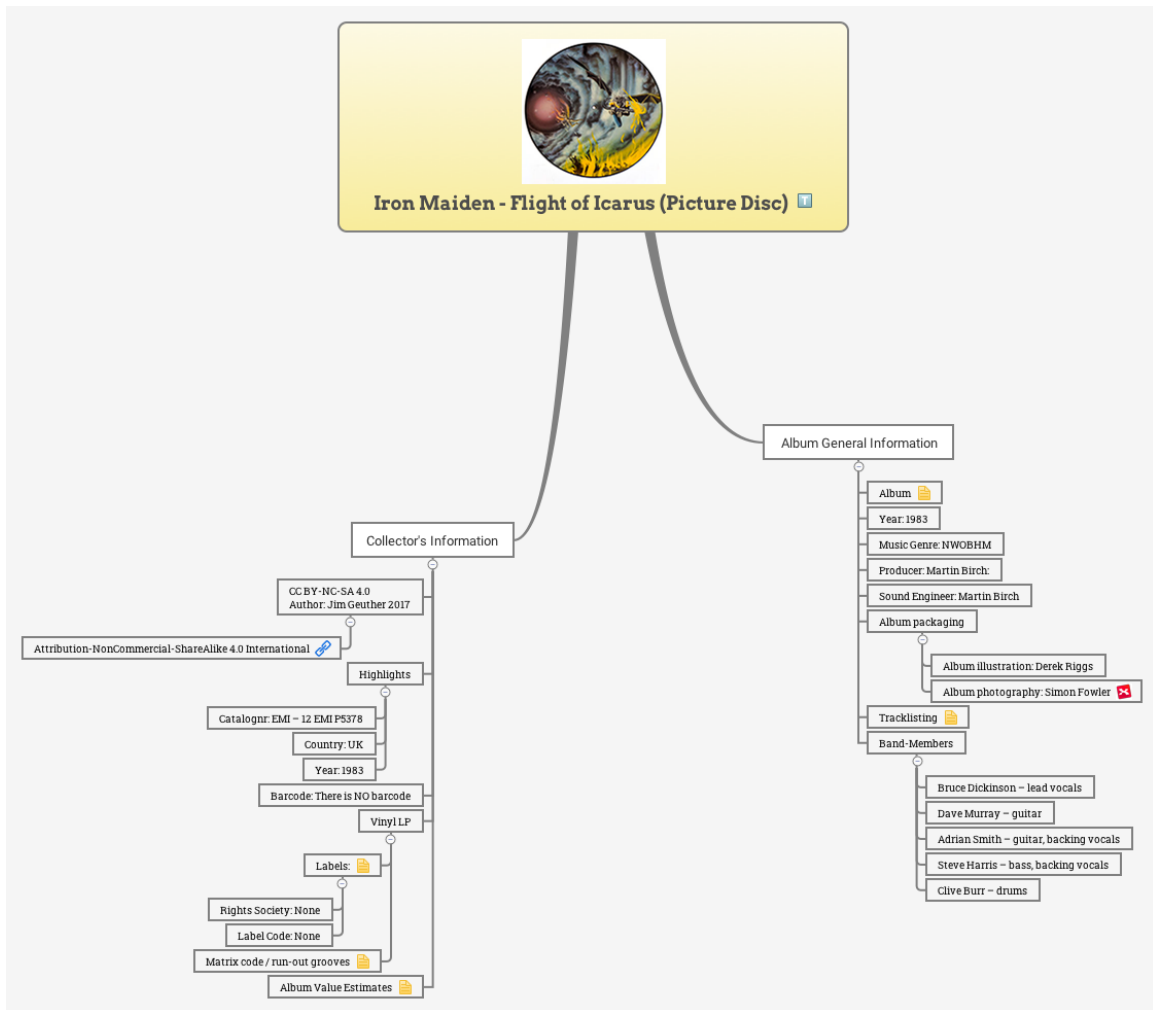 Iron Maiden - Flight of Icarus (Picture Disc)
T
Album General Information
Album
Year: 1983
Music Genre: NWOBHM
Producer: Martin Birch:
Sound Engineer: Martin Birch
Album packaging
Album illustration: Derek Riggs
Album photography: Simon Fowler
Tracklisting
Band-Members
Bruce Dickinson – lead vocals
Dave Murray – guitar
Adrian Smith – guitar, backing vocals
Steve Harris – bass, backing vocals
Clive Burr – drums
Collector's Information
CC BY-NC-SA 4.0
Author: Jim Geuther 2017
Attribution-NonCommercial-ShareAlike 4.0 International
Highlights
Catalognr: EMI – 12 EMI P5378
Country: UK
Year: 1983
Barcode: There is NO barcode
Vinyl LP
Labels:
Rights Society: None
Label Code: None
Matrix code / run-out grooves
Album Value Estimates